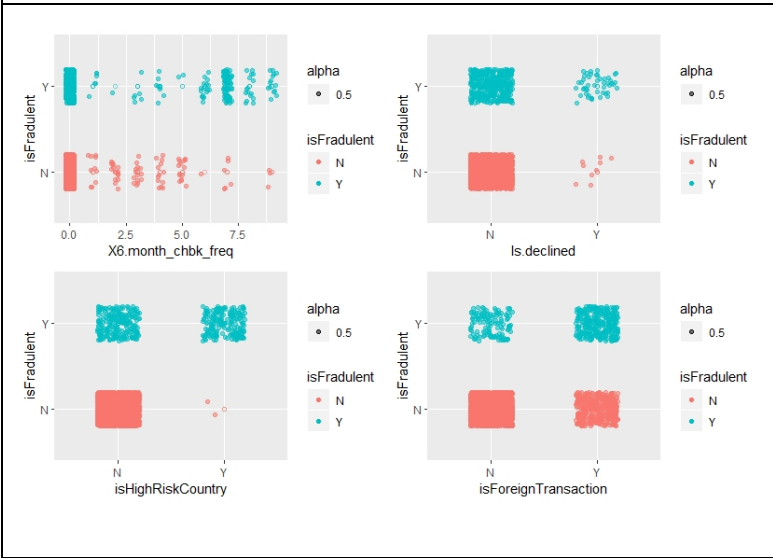 isFradulent
Y
N
0.0 2.5 5.0 7.5
X6.month_chbk_freq
alpha
0.5
isFradulent
N
Y
isFradulent
Y
N
N Y
Is.declined
alpha
0.5
isFradulent
N
Y
isFradulent
Y
N
N Y
isHighRiskCountry
alpha
0.5
isFradulent
N
Y
isFradulent
Y
N
N Y
isForeignTransaction
alpha
0.5
isFradulent
N
Y